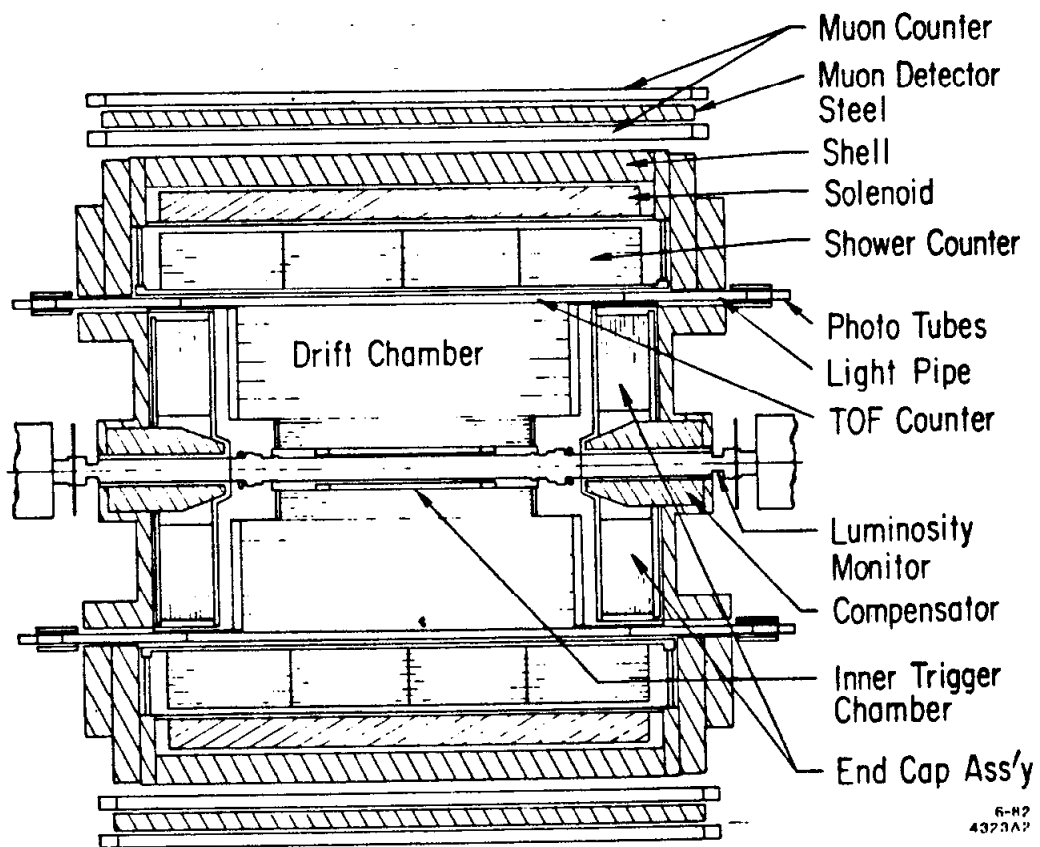 Muon Counter
Muon Detector
Steel
Shell
Solenoid
Shower Counter
Photo Tubes
Light Pipe
TOF Counter
Drift Chamber
Luminosity
Monitor
Compensator
Inner Trigger
Chamber
End Cap Ass'y
6-82
4323A2